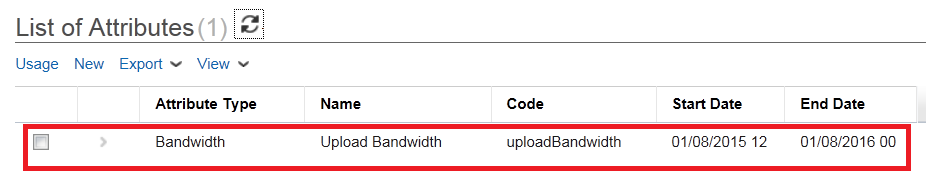 List of Attributes (1)
Usage New Export View
Attribute Type Name Code Start Date End Date
Bandwidth Upload Bandwidth uploadBandwidth 01/08/2015 12 01/08/2016 00